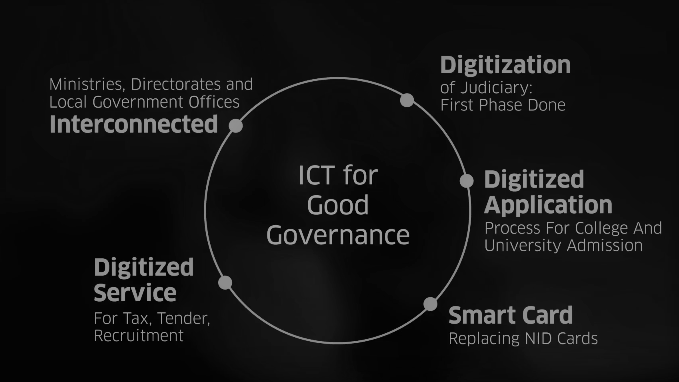 Ministries, Directorates and
Local Government Offices
Interconnected
Digitization
of Judiciary:
First Phase Done
ICT for
Good
Governance
Digitized
Application
Process For College And
University Admission
Digitized
Service
For Tax, Tender,
Recruitment
Smart Card
Replacing NID Cards